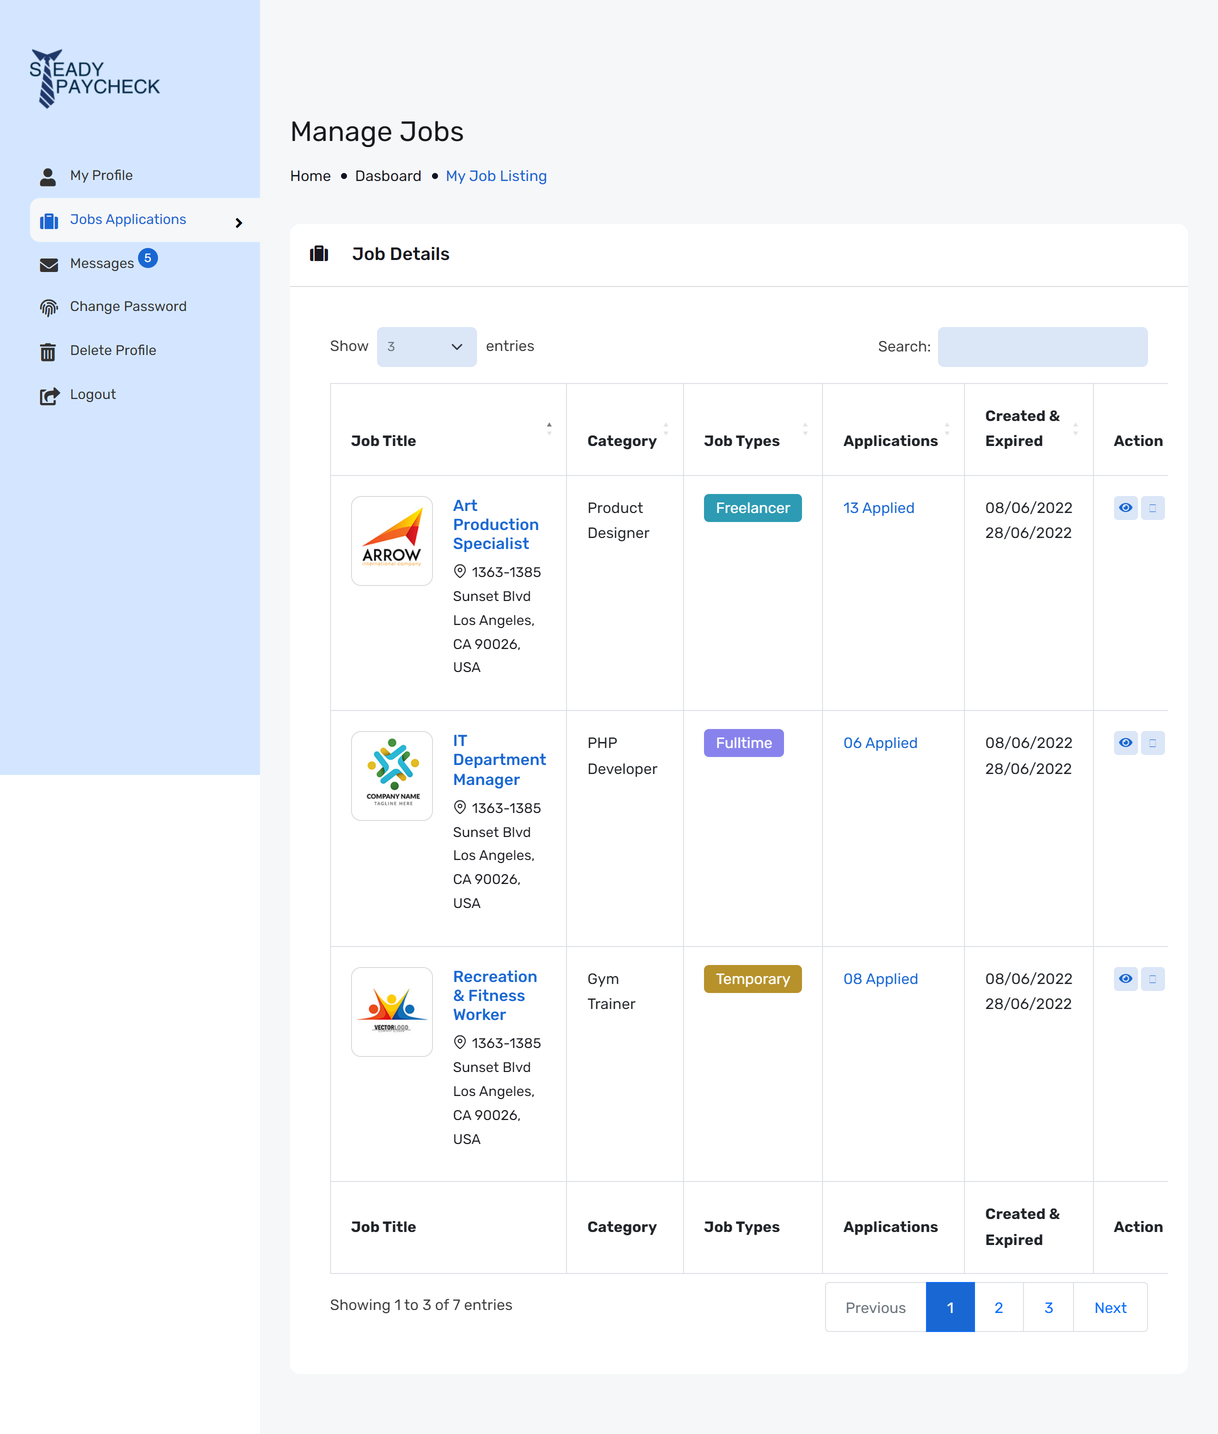 STEADY
PAYCHECK
My Profile
Jobs Applications
Messages 5
Change Password
Delete Profile
Logout
Manage Jobs
Home • Dasboard • My Job Listing
Job Details
Show 3 entries
Search:
Job Title Category Job Types Applications Created & Expired Action
ARROW
international company
Art
Production
Specialist
1363-1385
Sunset Blvd
Los Angeles,
CA 90026,
USA
Product
Designer
Freelancer
13 Applied
08/06/2022
28/06/2022
COMPANY NAME
TAGLINE HERE
IT
Department
Manager
1363-1385
Sunset Blvd
Los Angeles,
CA 90026,
USA
PHP
Developer
Fulltime
06 Applied
08/06/2022
28/06/2022
VECTORLOGO
Recreation
& Fitness
Worker
1363-1385
Sunset Blvd
Los Angeles,
CA 90026,
USA
Gym
Trainer
Temporary
08 Applied
08/06/2022
28/06/2022
Job Title Category Job Types Applications Created & Expired Action
Showing 1 to 3 of 7 entries
Previous 1 2 3 Next